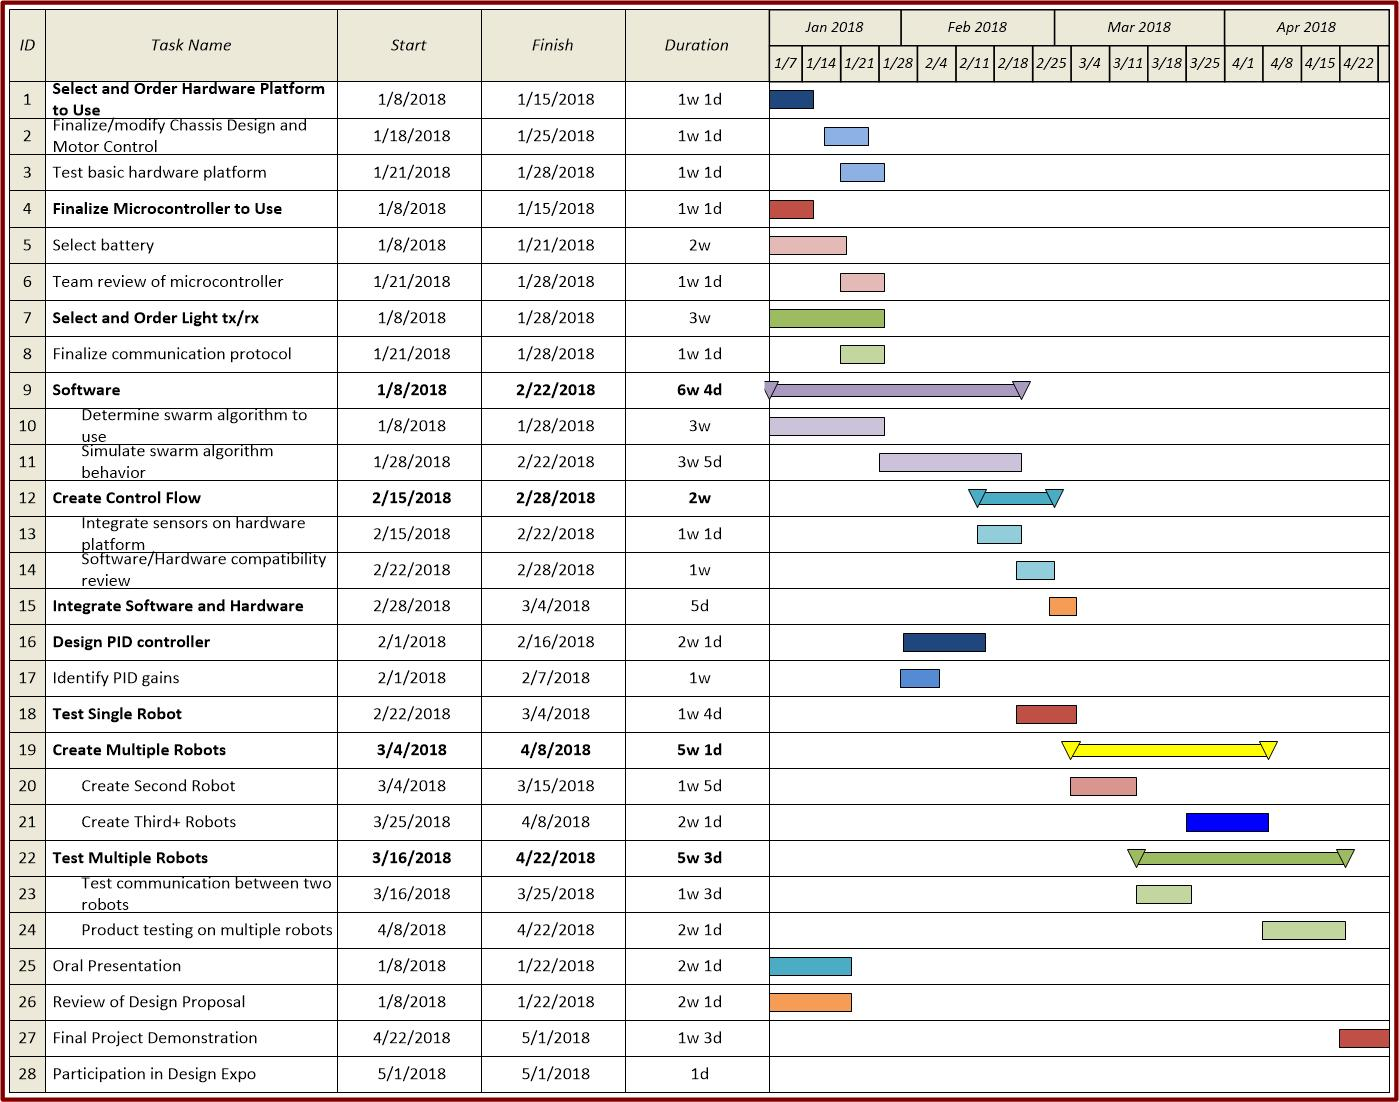 ID Task Name Start Finish Duration Jan 2018 Feb 2018 Mar 2018 Apr 2018
1/7 1/14 1/21 1/28 2/4 2/11 2/18 2/25 3/4 3/11 3/18 3/25 4/1 4/8 4/15 4/22
1 Select and Order Hardware Platform
to Use 1/8/2018 1/15/2018 1w 1d
2 Finalize/modify Chassis Design and
Motor Control 1/18/2018 1/25/2018 1w 1d
3 Test basic hardware platform 1/21/2018 1/28/2018 1w 1d
4 Finalize Microcontroller to Use 1/8/2018 1/15/2018 1w 1d
5 Select battery 1/8/2018 1/21/2018 2w
6 Team review of microcontroller 1/21/2018 1/28/2018 1w 1d
7 Select and Order Light tx/rx 1/8/2018 1/28/2018 3w
8 Finalize communication protocol 1/21/2018 1/28/2018 1w 1d
9 Software 1/8/2018 2/22/2018 6w 4d
10 Determine swarm algorithm to
use 1/8/2018 1/28/2018 3w
11 Simulate swarm algorithm
behavior 1/28/2018 2/22/2018 3w 5d
12 Create Control Flow 2/15/2018 2/28/2018 2w
13 Integrate sensors on hardware
platform 2/15/2018 2/22/2018 1w 1d
14 Software/Hardware compatibility
review 2/22/2018 2/28/2018 1w
15 Integrate Software and Hardware 2/28/2018 3/4/2018 5d
16 Design PID controller 2/1/2018 2/16/2018 2w 1d
17 Identify PID gains 2/1/2018 2/7/2018 1w
18 Test Single Robot 2/22/2018 3/4/2018 1w 4d
19 Create Multiple Robots 3/4/2018 4/8/2018 5w 1d
20 Create Second Robot 3/4/2018 3/15/2018 1w 5d
21 Create Third+ Robots 3/25/2018 4/8/2018 2w 1d
22 Test Multiple Robots 3/16/2018 4/22/2018 5w 3d
23 Test communication between two
robots 3/16/2018 3/25/2018 1w 3d
24 Product testing on multiple robots 4/8/2018 4/22/2018 2w 1d
25 Oral Presentation 1/8/2018 1/22/2018 2w 1d
26 Review of Design Proposal 1/8/2018 1/22/2018 2w 1d
27 Final Project Demonstration 4/22/2018 5/1/2018 1w 3d
28 Participation in Design Expo 5/1/2018 5/1/2018 1d